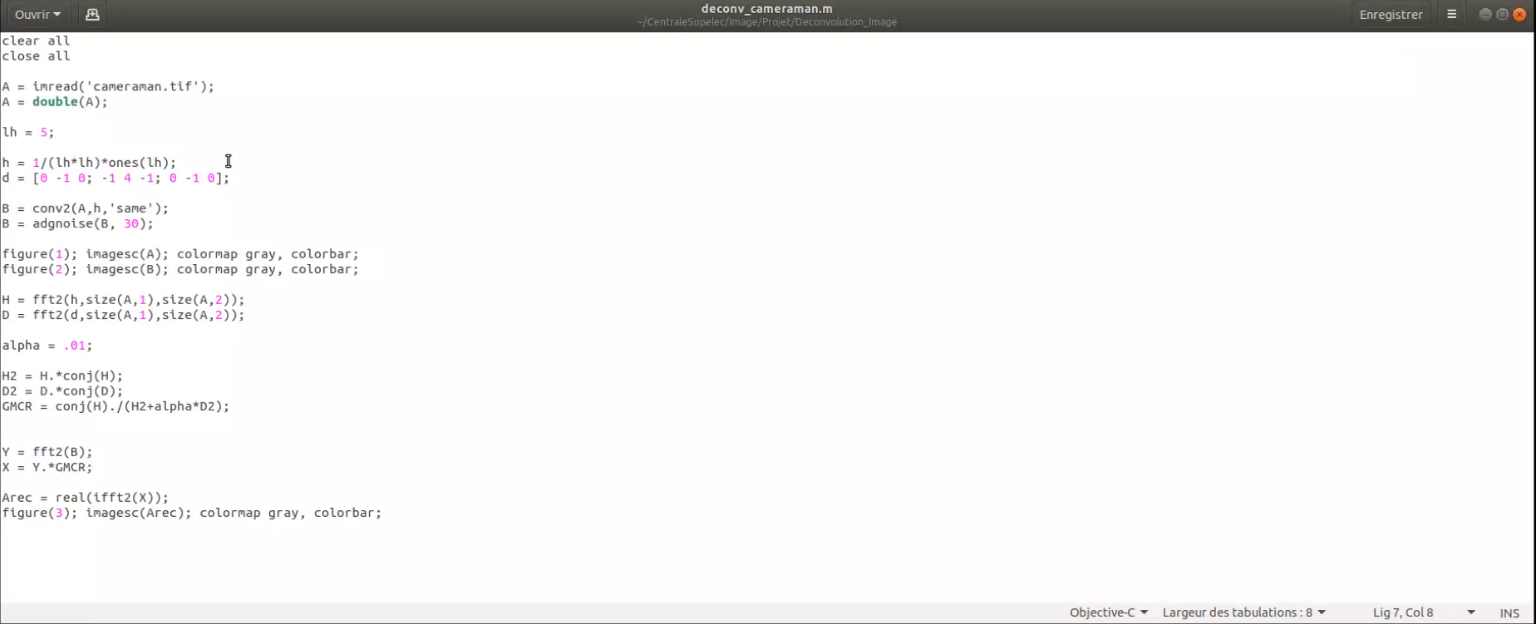 Ouvrir
deconv_cameraman.m
~/CentraleSupelec/Image/Projet/Deconvolution_Image
Enregistrer
clear all
close all
A = imread('cameraman.tif');
A = double(A);
lh = 5;
h = 1/(lh*lh)*ones(lh);
d = [0 -1 0; -1 4 -1; 0 -1 0];
B = conv2(A,h,'same');
B = adgnoise(B, 30);
figure(1); imagesc(A); colormap gray, colorbar;
figure(2); imagesc(B); colormap gray, colorbar;
H = fft2(h,size(A,1),size(A,2));
D = fft2(d,size(A,1),size(A,2));
alpha = .01;
H2 = H.*conj(H);
D2 = D.*conj(D);
GMCR = conj(H)./(H2+alpha*D2);
Y = fft2(B);
X = Y.*GMCR;
Arec = real(ifft2(X));
figure(3); imagesc(Arec); colormap gray, colorbar;
Objective-C Largeur des tabulations : 8 Lig 7, Col 8 INS